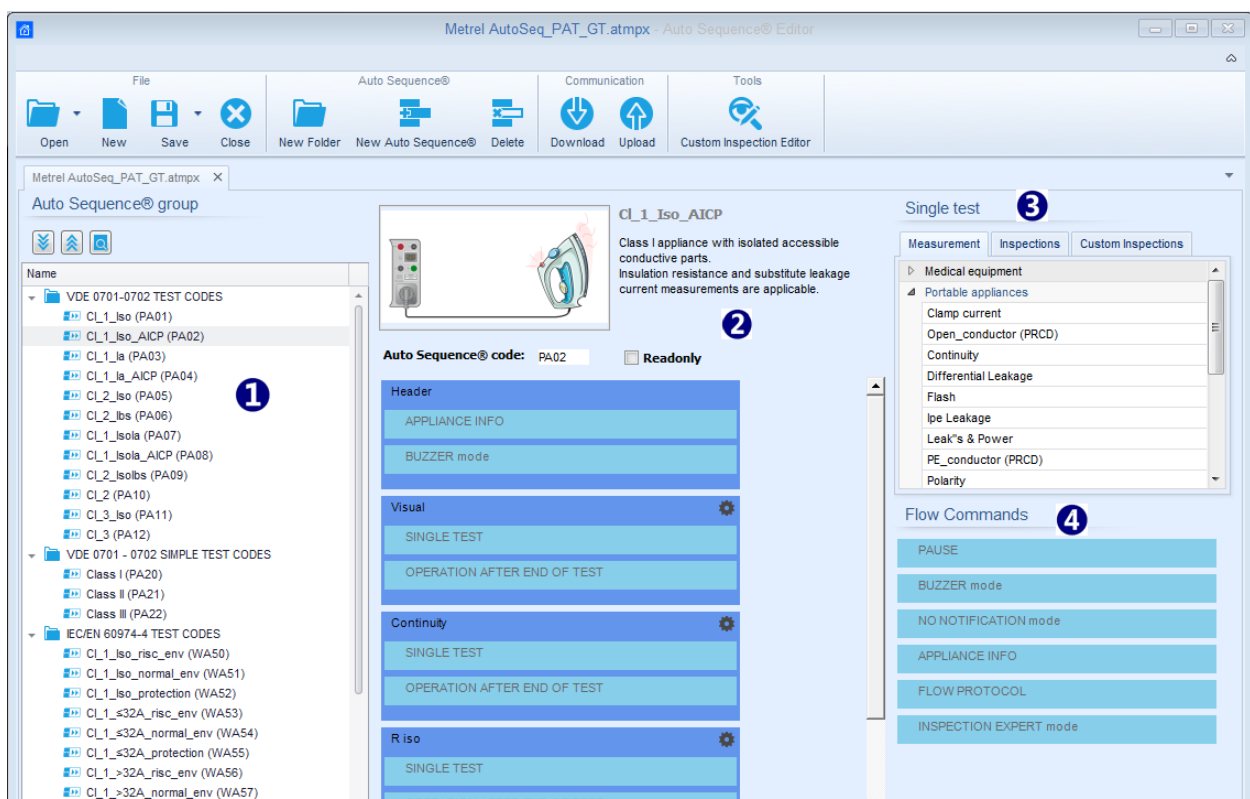 Metrel AutoSeq_PAT_GT.atmpx - Auto Sequence® Editor
File
Auto Sequence®
Communication
Tools
Open
New
Save
Close
New Folder
New Auto Sequence®
Delete
Download
Upload
Custom Inspection Editor
Metrel AutoSeq_PAT_GT.atmpx
Auto Sequence® group
Name
VDE 0701-0702 TEST CODES
Cl_1_Iso (PA01)
Cl_1_Iso_AICP (PA02)
Cl_1_Ia (PA03)
Cl_1_Ia_AICP (PA04)
Cl_2_Iso (PA05)
Cl_2_Ibs (PA06)
Cl_1_IsoIa (PA07)
Cl_1_IsoIa_AICP (PA08)
Cl_2_IsoIbs (PA09)
Cl_2 (PA10)
Cl_3_Iso (PA11)
Cl_3 (PA12)
VDE 0701 - 0702 SIMPLE TEST CODES
Class I (PA20)
Class II (PA21)
Class III (PA22)
IEC/EN 60974-4 TEST CODES
Cl_1_Iso_risc_env (WA50)
Cl_1_Iso_normal_env (WA51)
Cl_1_Iso_protection (WA52)
Cl_1_≤32A_risc_env (WA53)
Cl_1_≤32A_normal_env (WA54)
Cl_1_≤32A_protection (WA55)
Cl_1_>32A_risc_env (WA56)
Cl_1_>32A_normal_env (WA57)
1
Cl_1_Iso_AICP
Class I appliance with isolated accessible
conductive parts.
Insulation resistance and substitute leakage
current measurements are applicable.
2
Auto Sequence® code: PA02
Readonly
Header
APPLIANCE INFO
BUZZER mode
Visual
SINGLE TEST
OPERATION AFTER END OF TEST
Continuity
SINGLE TEST
OPERATION AFTER END OF TEST
R iso
SINGLE TEST
Single test
3
Measurement
Inspections
Custom Inspections
Medical equipment
Portable appliances
Clamp current
Open_conductor (PRCD)
Continuity
Differential Leakage
Flash
Ipe Leakage
Leak"s & Power
PE_conductor (PRCD)
Polarity
Flow Commands
4
PAUSE
BUZZER mode
NO NOTIFICATION mode
APPLIANCE INFO
FLOW PROTOCOL
INSPECTION EXPERT mode